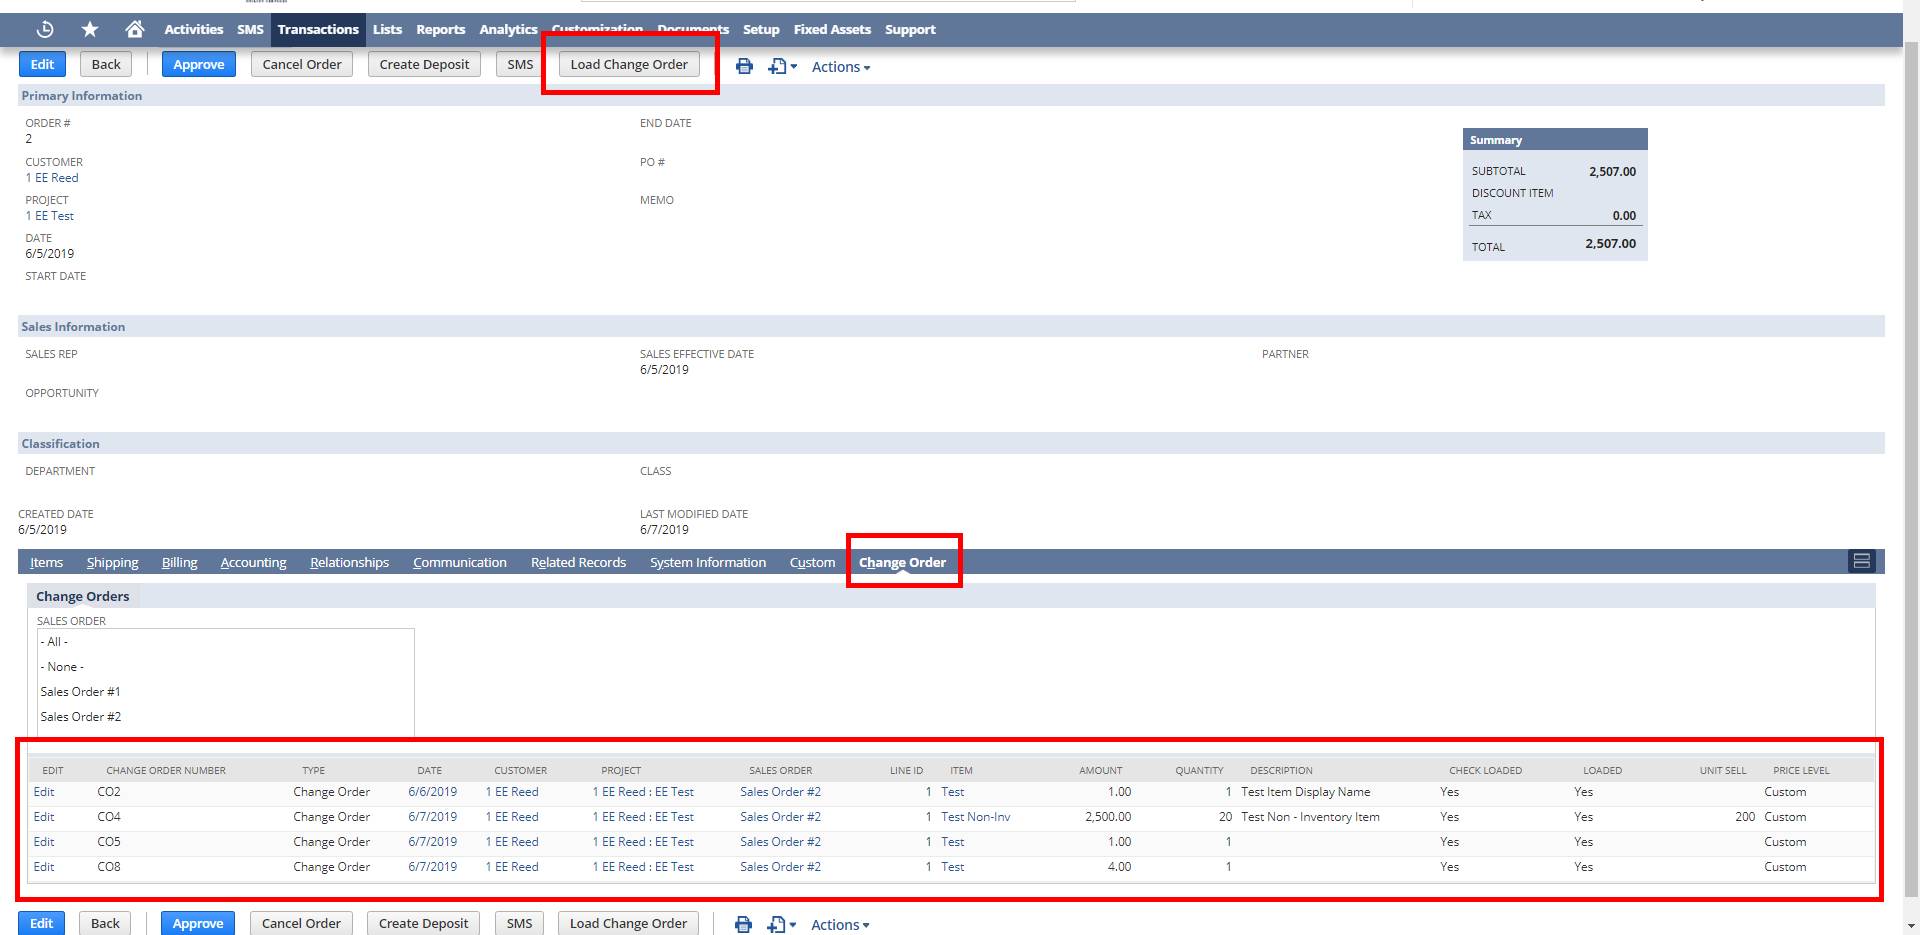 Activities SMS Transactions Lists Reports Analytics Customization Documents Setup Fixed Assets Support
Edit Back Approve Cancel Order Create Deposit SMS Load Change Order Actions
Primary Information
ORDER #
2
CUSTOMER
1 EE Reed
PROJECT
1 EE Test
DATE
6/5/2019
START DATE
END DATE
PO #
MEMO
Summary
SUBTOTAL 2,507.00
DISCOUNT ITEM
TAX 0.00
TOTAL 2,507.00
Sales Information
SALES REP
OPPORTUNITY
SALES EFFECTIVE DATE
6/5/2019
PARTNER
Classification
DEPARTMENT
CLASS
CREATED DATE
6/5/2019
LAST MODIFIED DATE
6/7/2019
Items Shipping Billing Accounting Relationships Communication Related Records System Information Custom Change Order
Change Orders
SALES ORDER
- All -
- None -
Sales Order #1
Sales Order #2
EDIT CHANGE ORDER NUMBER TYPE DATE CUSTOMER PROJECT SALES ORDER LINE ID ITEM AMOUNT QUANTITY DESCRIPTION CHECK LOADED LOADED UNIT SELL PRICE LEVEL
Edit CO2 Change Order 6/6/2019 1 EE Reed 1 EE Reed : EE Test Sales Order #2 1 Test 1.00 1 Test Item Display Name Yes Yes Custom
Edit CO4 Change Order 6/7/2019 1 EE Reed 1 EE Reed : EE Test Sales Order #2 1 Test Non-Inv 2,500.00 20 Test Non - Inventory Item Yes Yes 200 Custom
Edit CO5 Change Order 6/7/2019 1 EE Reed 1 EE Reed : EE Test Sales Order #2 1 Test 1.00 1 Yes Yes Custom
Edit CO8 Change Order 6/7/2019 1 EE Reed 1 EE Reed : EE Test Sales Order #2 1 Test 4.00 1 Yes Yes Custom
Edit Back Approve Cancel Order Create Deposit SMS Load Change Order Actions